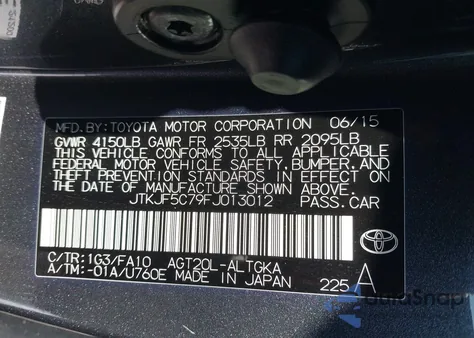 MFD.BY:TOYOTA MOTOR CORPORATION 06/15
GVWR 4150LB GAWR FR 2535LB RR 2095LB
THIS VEHICLE CONFORMS TO ALL APPLICABLE
FEDERAL MOTOR VEHICLE SAFETY, BUMPER, AND
THEFT PREVENTION STANDARDS IN EFFECT ON
THE DATE OF MANUFACTURE SHOWN ABOVE.
JTKJF5C79FJ013012 PASS.CAR
TOYOTA
C/TR:1G3/FA10 AGT20L-ALTGKA
A/TM:-01A/U760E MADE IN JAPAN 225 A
AutoSnap